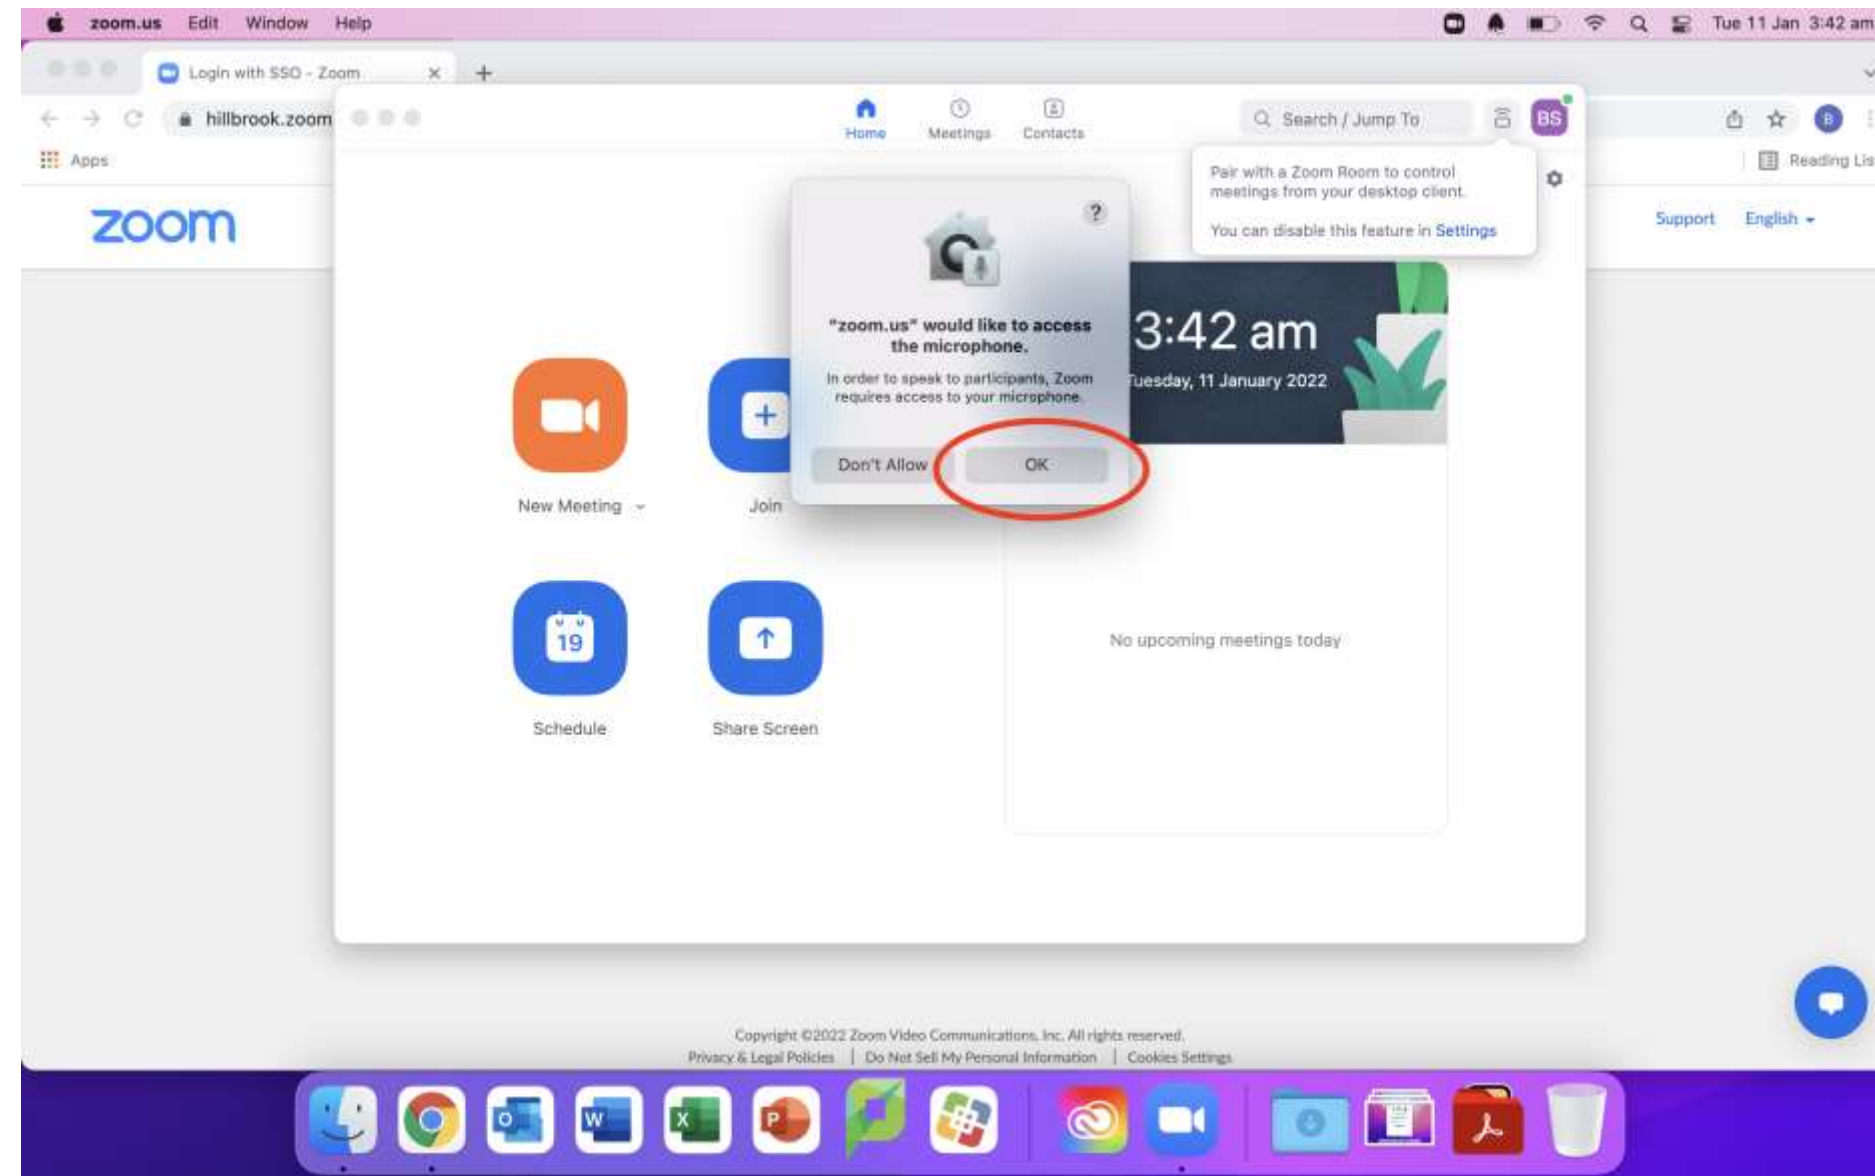 zoom.us Edit Window Help Tue 11 Jan 3:42 am
Login with SSO - Zoom
hillbrook.zoom
Home Meetings Contacts Search / Jump To BS B
Apps Reading Lis
Pair with a Zoom Room to control
meetings from your desktop client.
You can disable this feature in Settings
zoom Support English
?
"zoom.us" would like to access
the microphone.
In order to speak to participants, Zoom
requires access to your microphone.
Don't Allow OK
3:42 am
Tuesday, 11 January 2022
New Meeting Join
19
Schedule Share Screen
No upcoming meetings today
Copyright ©2022 Zoom Video Communications, Inc. All rights reserved.
Privacy & Legal Policies | Do Not Sell My Personal Information | Cookies Settings
O W X P